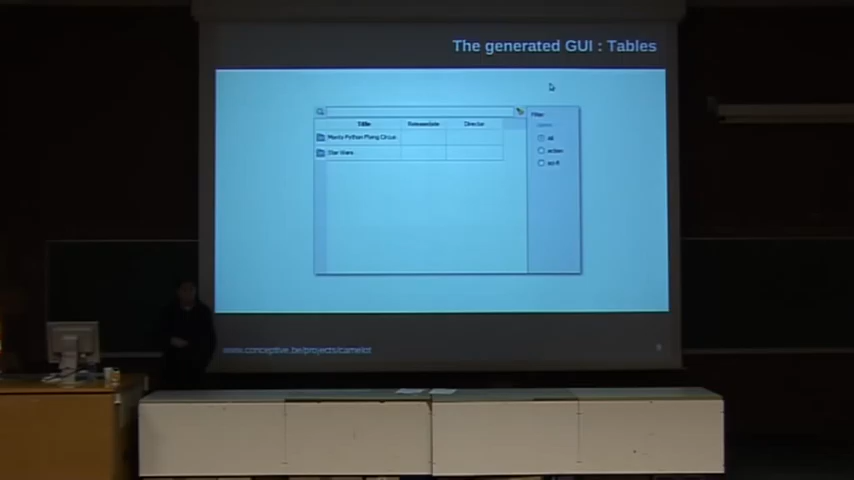 The generated GUI : Tables
Title Releasedate Director
Monty Python Flying Circus
Star Wars
Filter
all
action
sci-fi
www.conceptive.be/projects/camelot